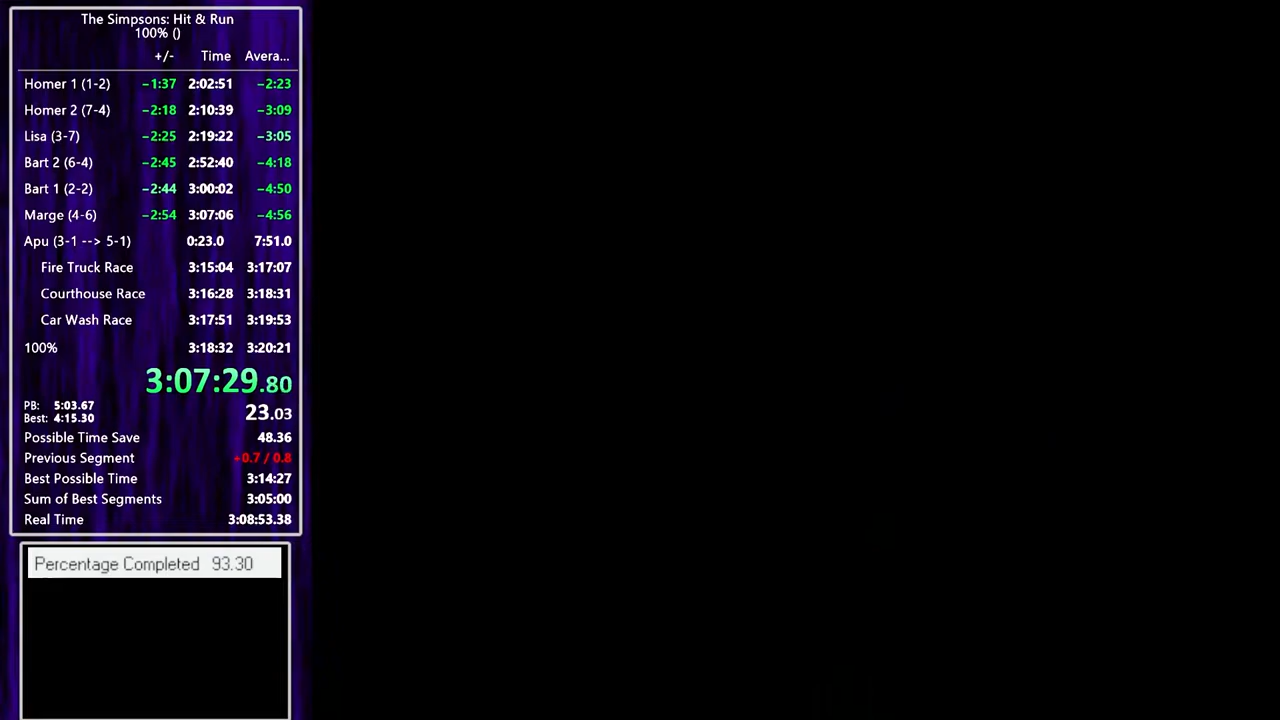 The Simpsons: Hit & Run
100% ()
+/- Time Avera...
Homer 1 (1-2) −1:37 2:02:51 −2:23
Homer 2 (7-4) −2:18 2:10:39 −3:09
Lisa (3-7) −2:25 2:19:22 −3:05
Bart 2 (6-4) −2:45 2:52:40 −4:18
Bart 1 (2-2) −2:44 3:00:02 −4:50
Marge (4-6) −2:54 3:07:06 −4:56
Apu (3-1 --> 5-1) 0:23.0 7:51.0
Fire Truck Race 3:15:04 3:17:07
Courthouse Race 3:16:28 3:18:31
Car Wash Race 3:17:51 3:19:53
100% 3:18:32 3:20:21
3:07:29.80
PB: 5:03.67 23.03
Best: 4:15.30
Possible Time Save 48.36
Previous Segment +0.7 / 0.8
Best Possible Time 3:14:27
Sum of Best Segments 3:05:00
Real Time 3:08:53.38
Percentage Completed 93.30